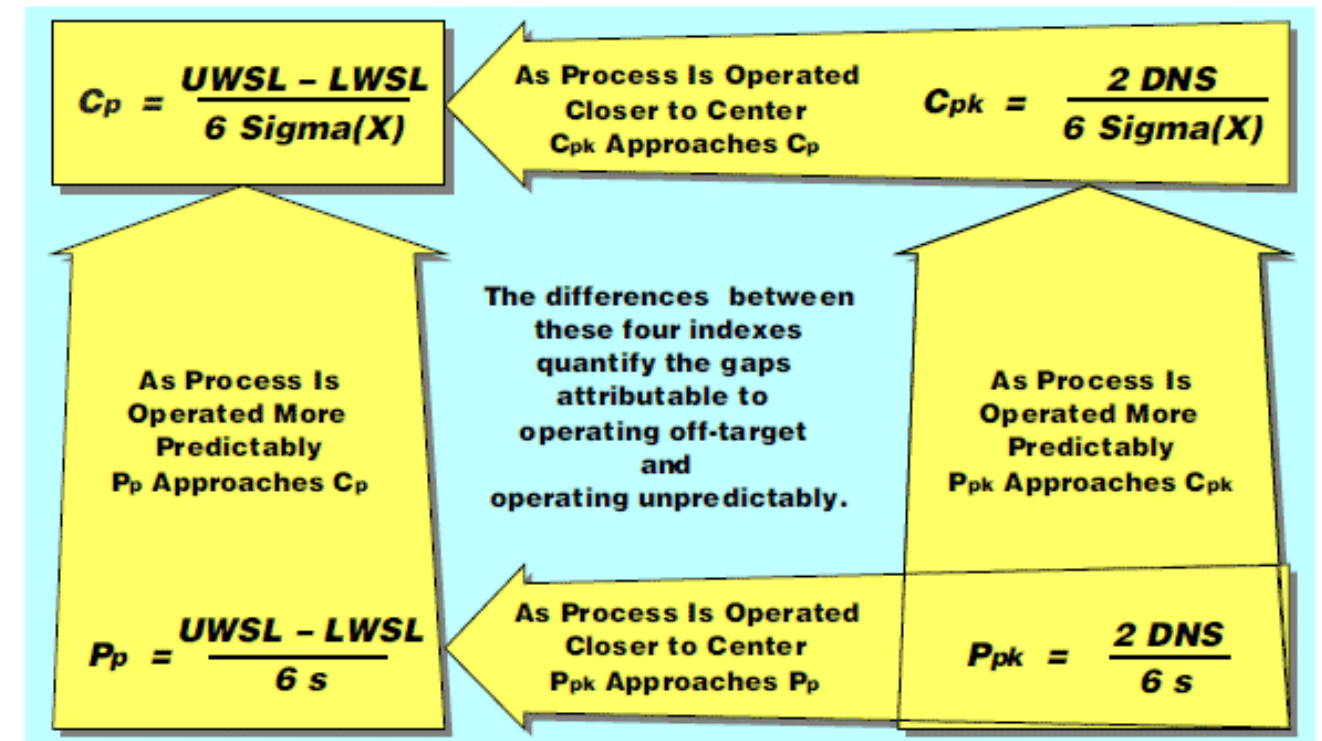 Cp = UWSL – LWSL
6 Sigma(X)
As Process Is Operated
Closer to Center
Cpk Approaches Cp
Cpk = 2 DNS
6 Sigma(X)
As Process Is
Operated More
Predictably
Pp Approaches Cp
The differences between
these four indexes
quantify the gaps
attributable to
operating off-target
and
operating unpredictably.
As Process Is
Operated More
Predictably
Ppk Approaches Cpk
Pp = UWSL – LWSL
6 s
As Process Is Operated
Closer to Center
Ppk Approaches Pp
Ppk = 2 DNS
6 s